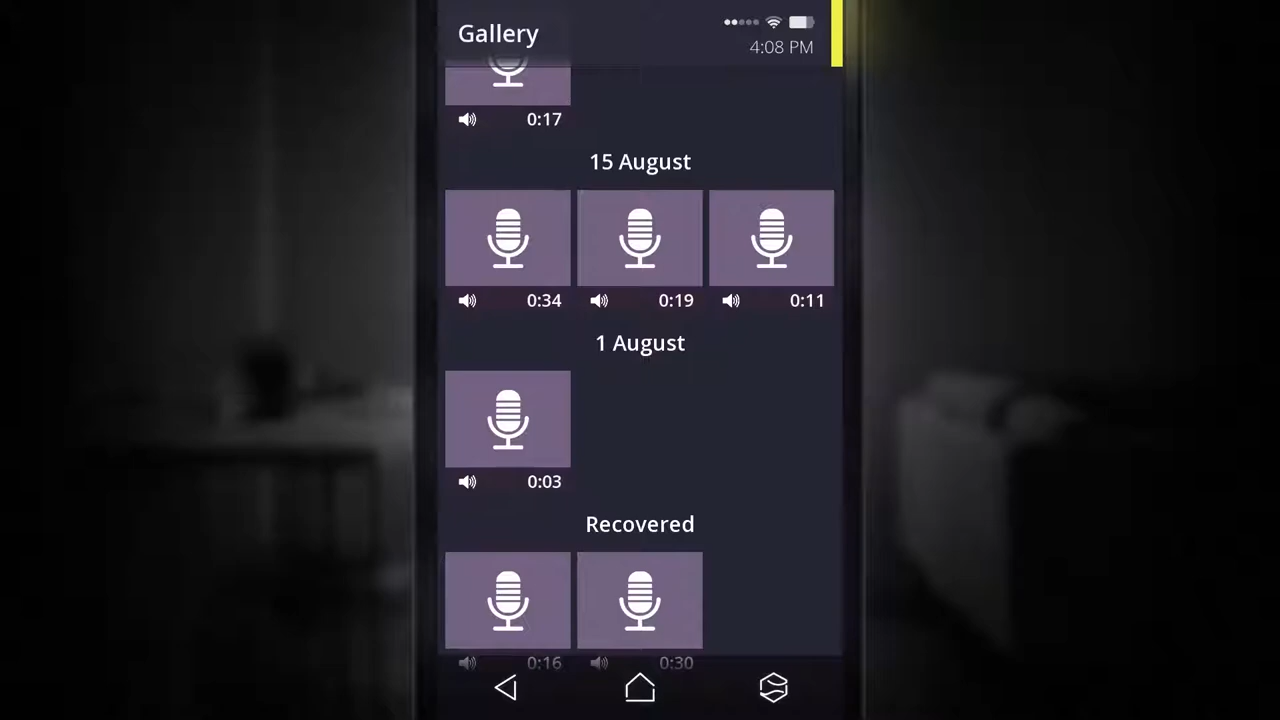 Gallery
4:08 PM
0:17
15 August
0:34 0:19 0:11
1 August
0:03
Recovered
0:16 0:30